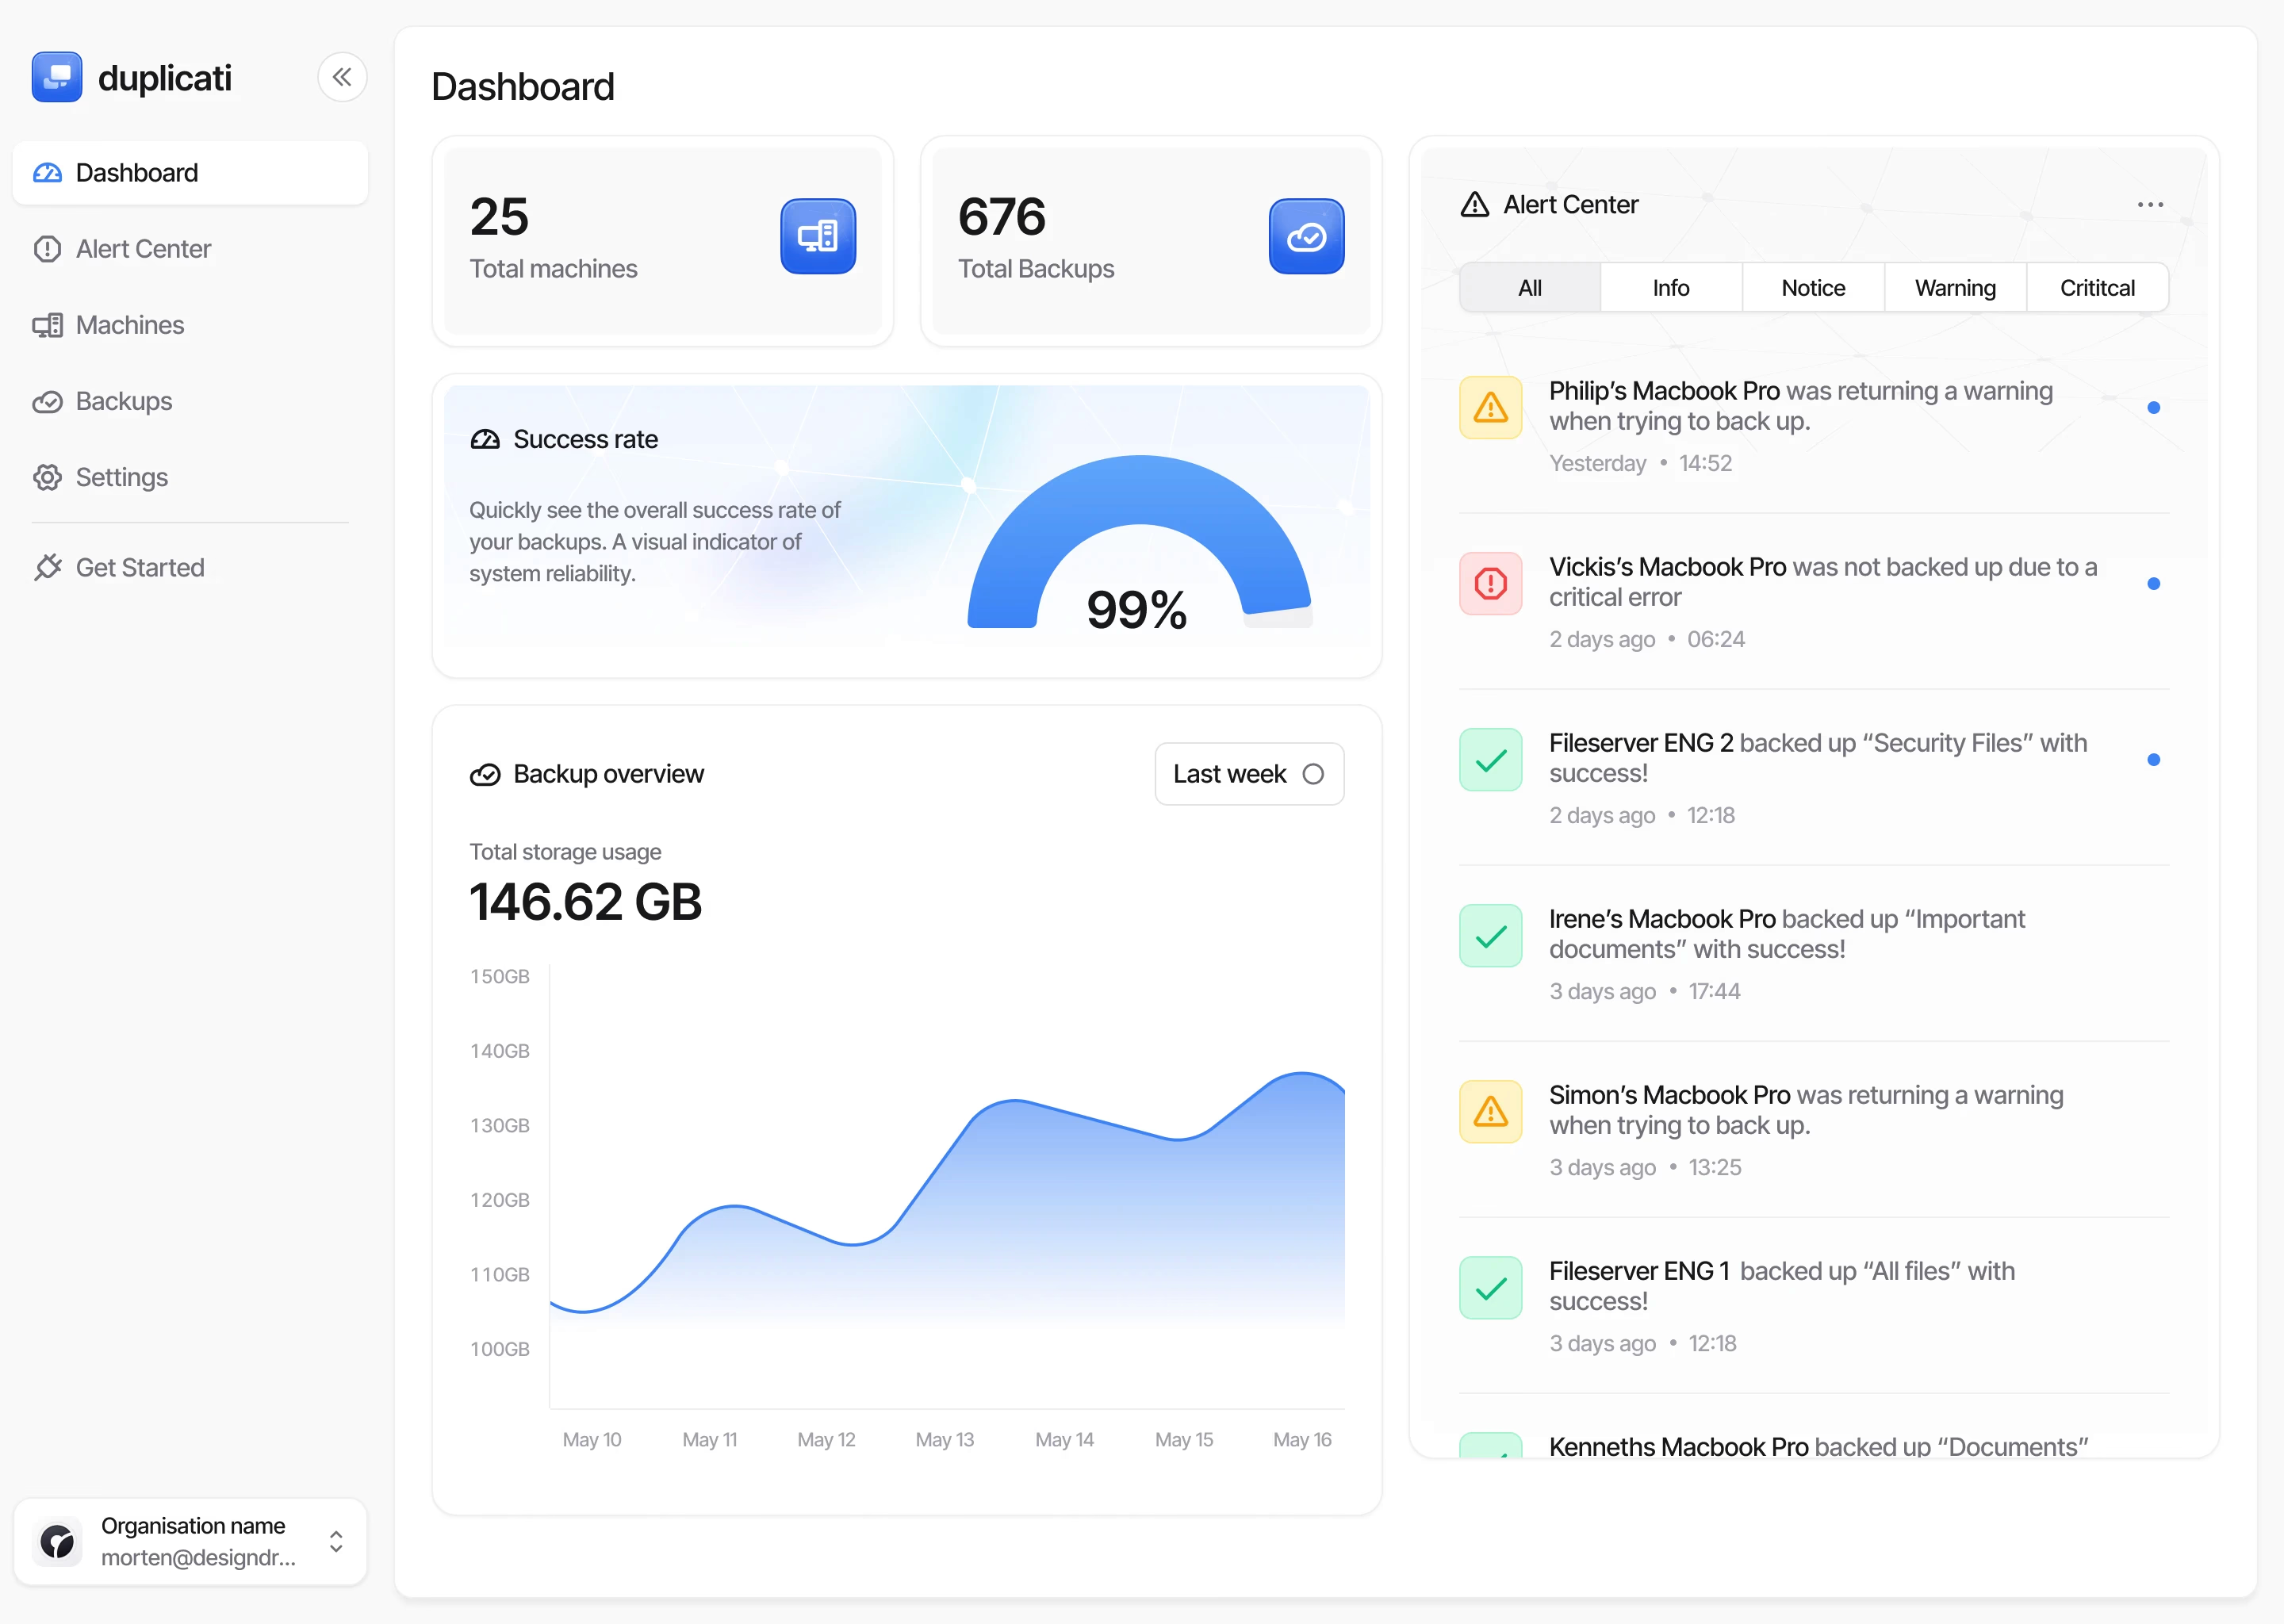 duplicati
Dashboard
Alert Center
Machines
Backups
Settings
Get Started
Organisation name
morten@designdr...
Dashboard
25
Total machines
676
Total Backups
Success rate
Quickly see the overall success rate of
your backups. A visual indicator of
system reliability.
99%
Backup overview
Last week
Total storage usage
146.62 GB
150GB
140GB
130GB
120GB
110GB
100GB
May 10 May 11 May 12 May 13 May 14 May 15 May 16
Alert Center
All Info Notice Warning Crititcal
Philip’s Macbook Pro was returning a warning
when trying to back up.
Yesterday • 14:52
Vickis’s Macbook Pro was not backed up due to a
critical error
2 days ago • 06:24
Fileserver ENG 2 backed up “Security Files” with
success!
2 days ago • 12:18
Irene’s Macbook Pro backed up “Important
documents” with success!
3 days ago • 17:44
Simon’s Macbook Pro was returning a warning
when trying to back up.
3 days ago • 13:25
Fileserver ENG 1 backed up “All files” with
success!
3 days ago • 12:18
Kenneths Macbook Pro backed up “Documents”